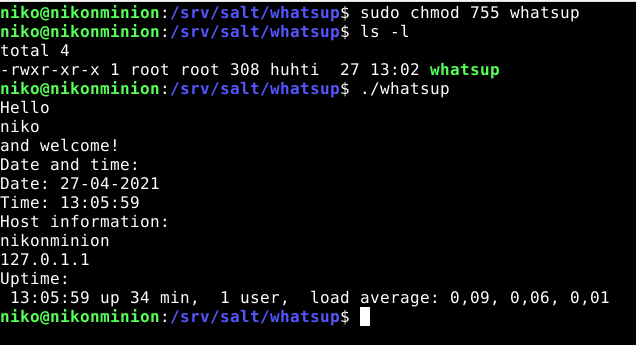 niko@nikonminion:/srv/salt/whatsup$ sudo chmod 755 whatsup
niko@nikonminion:/srv/salt/whatsup$ ls -l
total 4
-rwxr-xr-x 1 root root 308 huhti  27 13:02 whatsup
niko@nikonminion:/srv/salt/whatsup$ ./whatsup
Hello
niko
and welcome!
Date and time:
Date: 27-04-2021
Time: 13:05:59
Host information:
nikonminion
127.0.1.1
Uptime:
 13:05:59 up 34 min,  1 user,  load average: 0,09, 0,06, 0,01
niko@nikonminion:/srv/salt/whatsup$